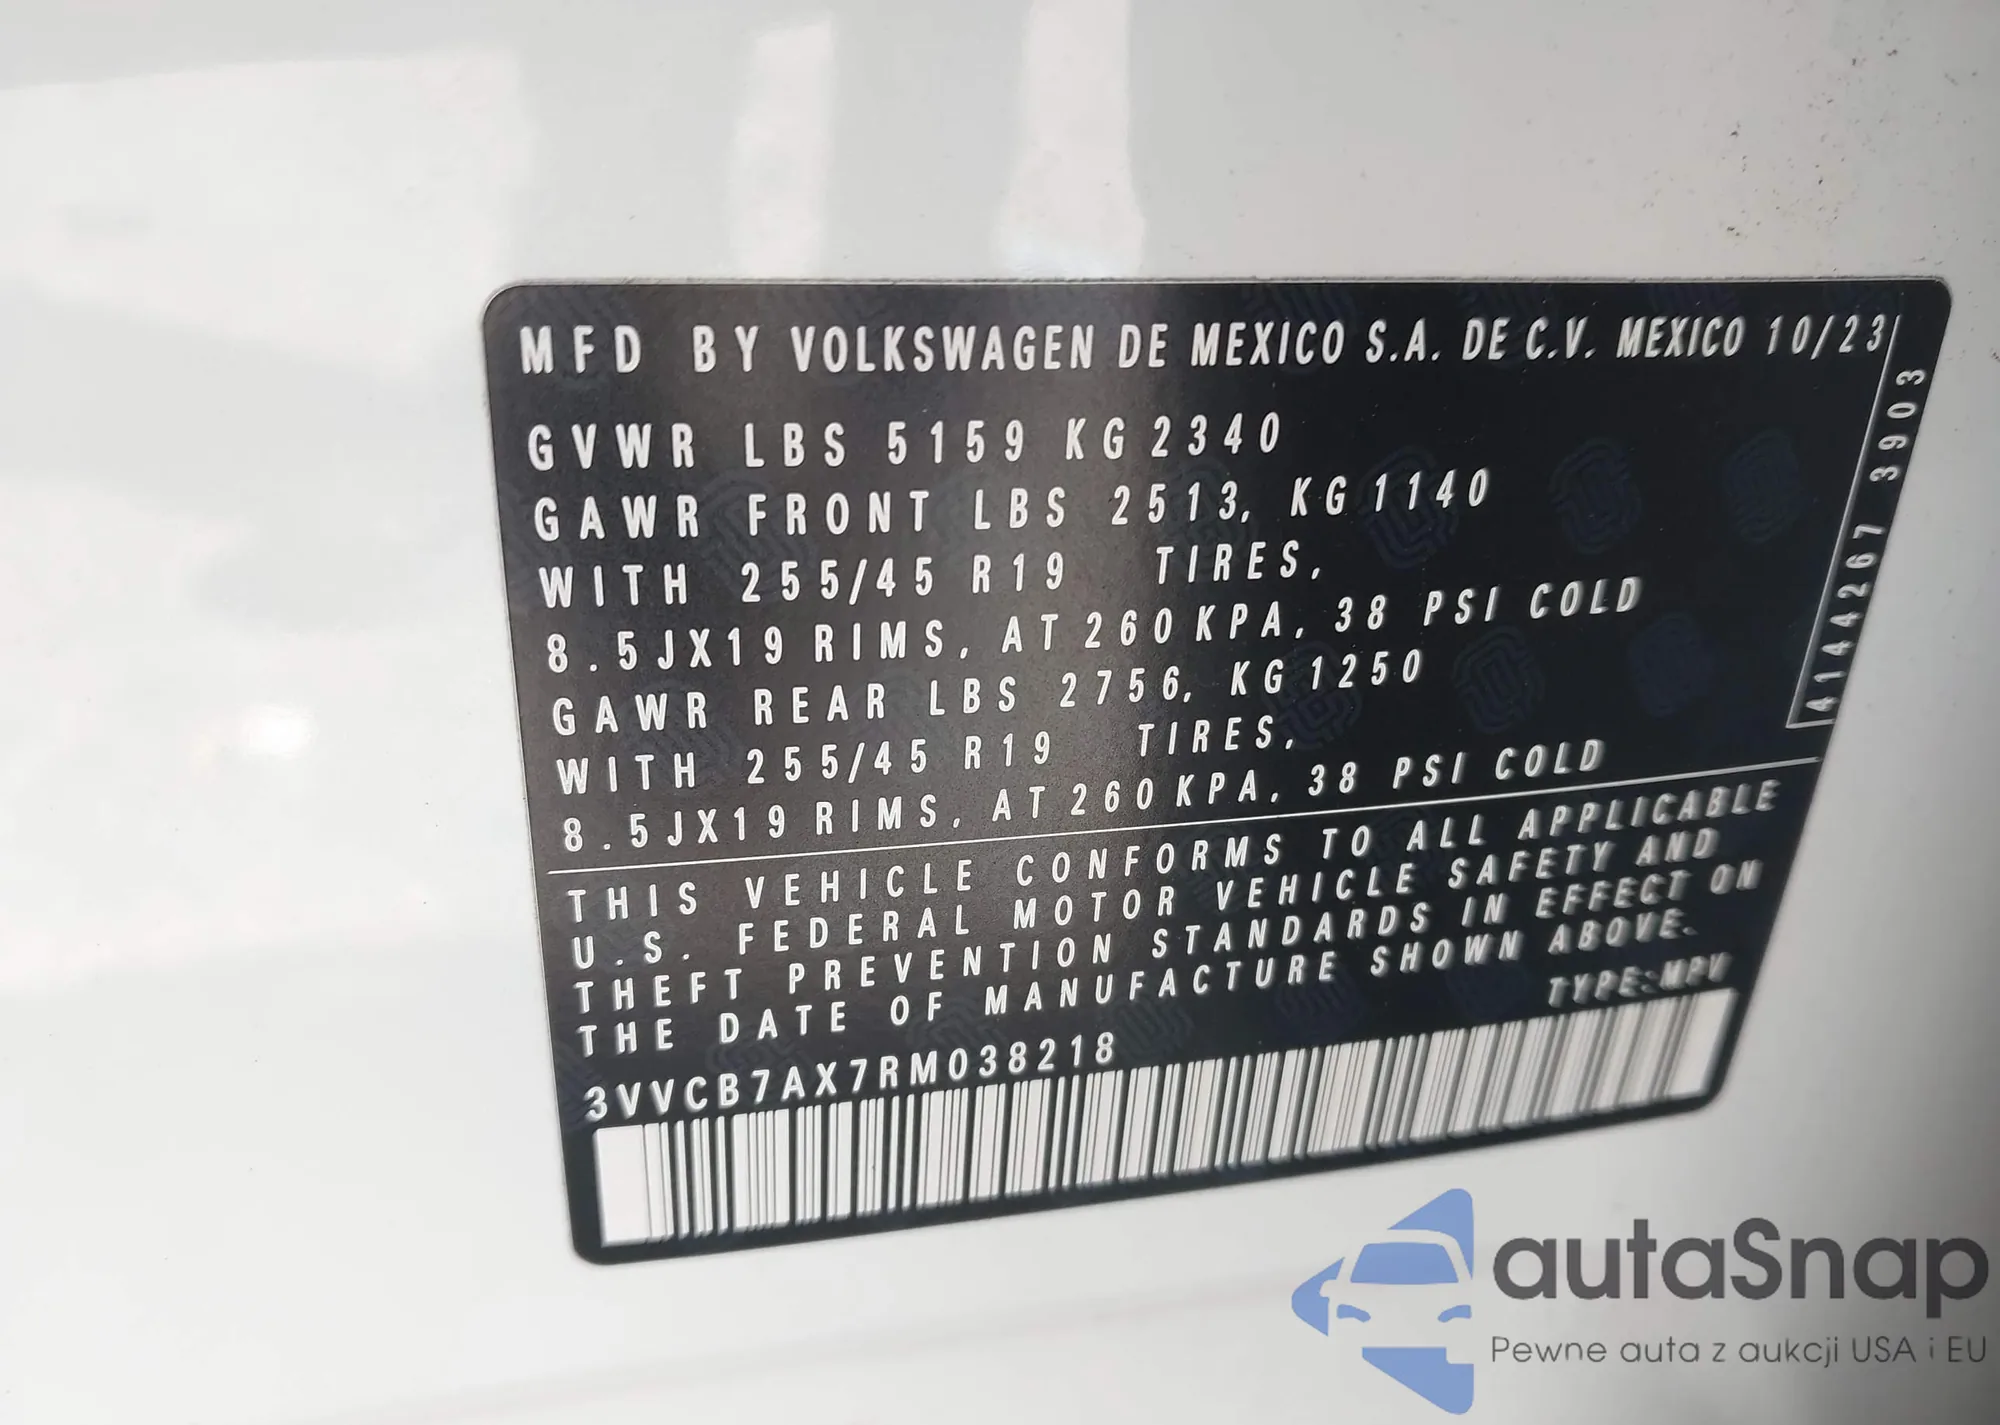 MFD BY VOLKSWAGEN DE MEXICO S.A. DE C.V. MEXICO 10/23
GVWR LBS 5159 KG 2340
GAWR FRONT LBS 2513, KG 1140
WITH 255/45 R19 TIRES,
8.5JX19 RIMS, AT 260 KPA, 38 PSI COLD
GAWR REAR LBS 2756, KG 1250
WITH 255/45 R19 TIRES,
8.5JX19 RIMS, AT 260 KPA, 38 PSI COLD
4144267 3903
THIS VEHICLE CONFORMS TO ALL APPLICABLE
U.S. FEDERAL MOTOR VEHICLE SAFETY AND
THEFT PREVENTION STANDARDS IN EFFECT ON
THE DATE OF MANUFACTURE SHOWN ABOVE.
TYPE:MPV
3VVCB7AX7RM038218
autaSnap
Pewne auta z aukcji USA i EU